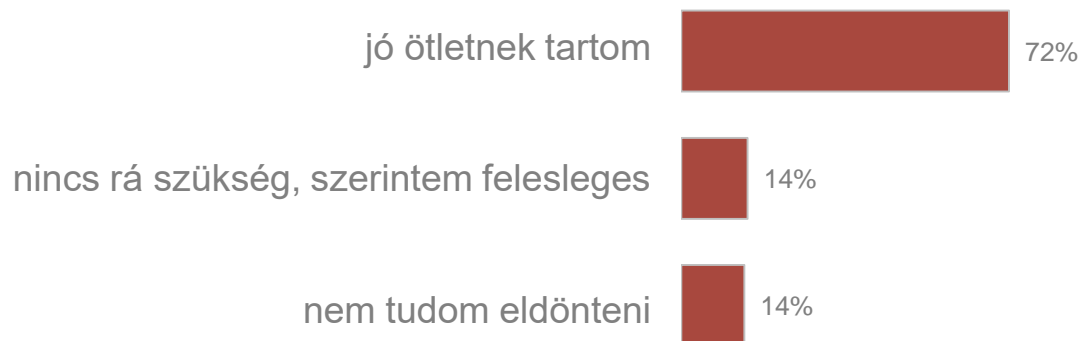 jó ötletnek tartom 72%
nincs rá szükség, szerintem felesleges 14%
nem tudom eldönteni 14%